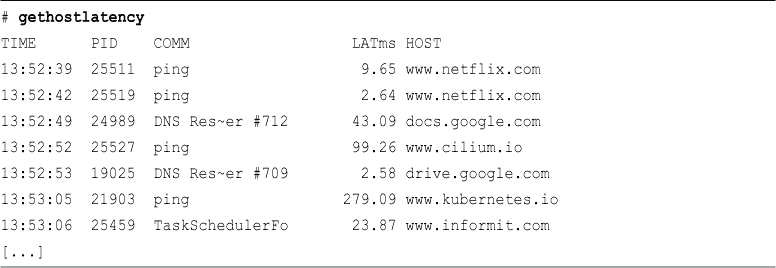 # gethostlatency
TIME      PID    COMM                  LATms HOST
13:52:39  25511  ping                   9.65 www.netflix.com
13:52:42  25519  ping                   2.64 www.netflix.com
13:52:49  24989  DNS Res~er #712       43.09 docs.google.com
13:52:52  25527  ping                  99.26 www.cilium.io
13:52:53  19025  DNS Res~er #709        2.58 drive.google.com
13:53:05  21903  ping                 279.09 www.kubernetes.io
13:53:06  25459  TaskSchedulerFo       23.87 www.informit.com
[...]